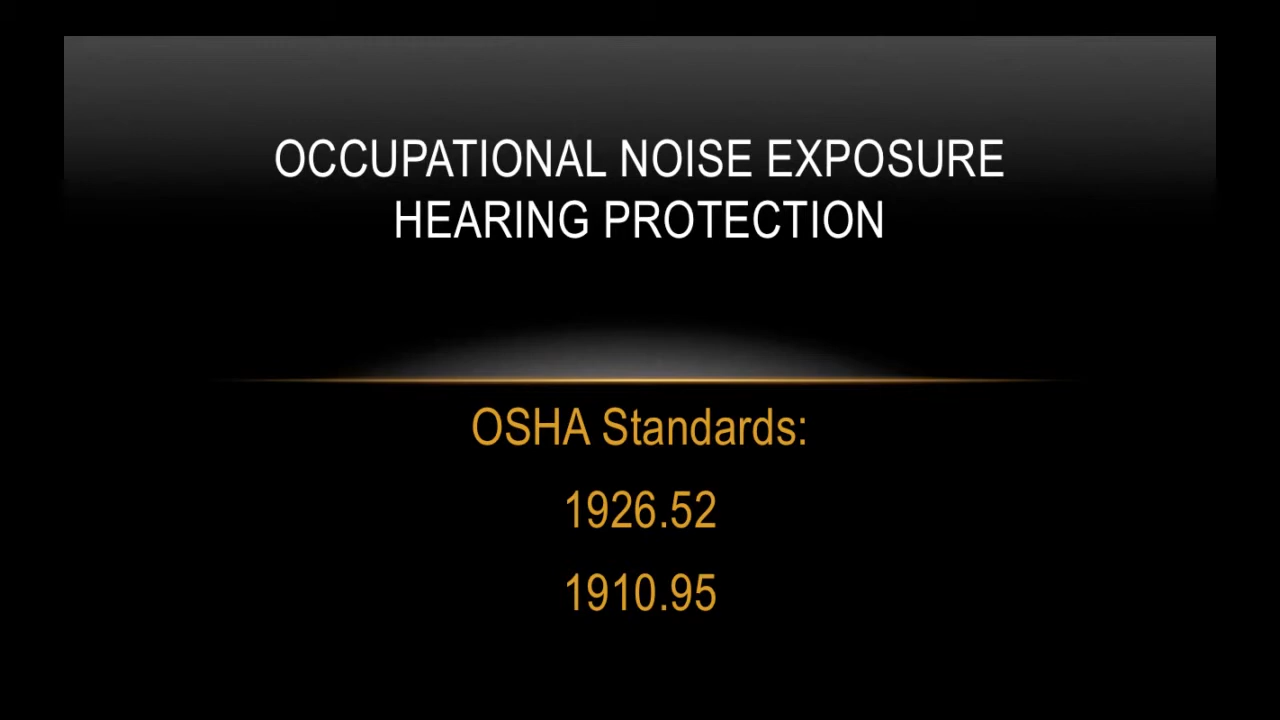 OCCUPATIONAL NOISE EXPOSURE
HEARING PROTECTION
OSHA Standards:
1926.52
1910.95